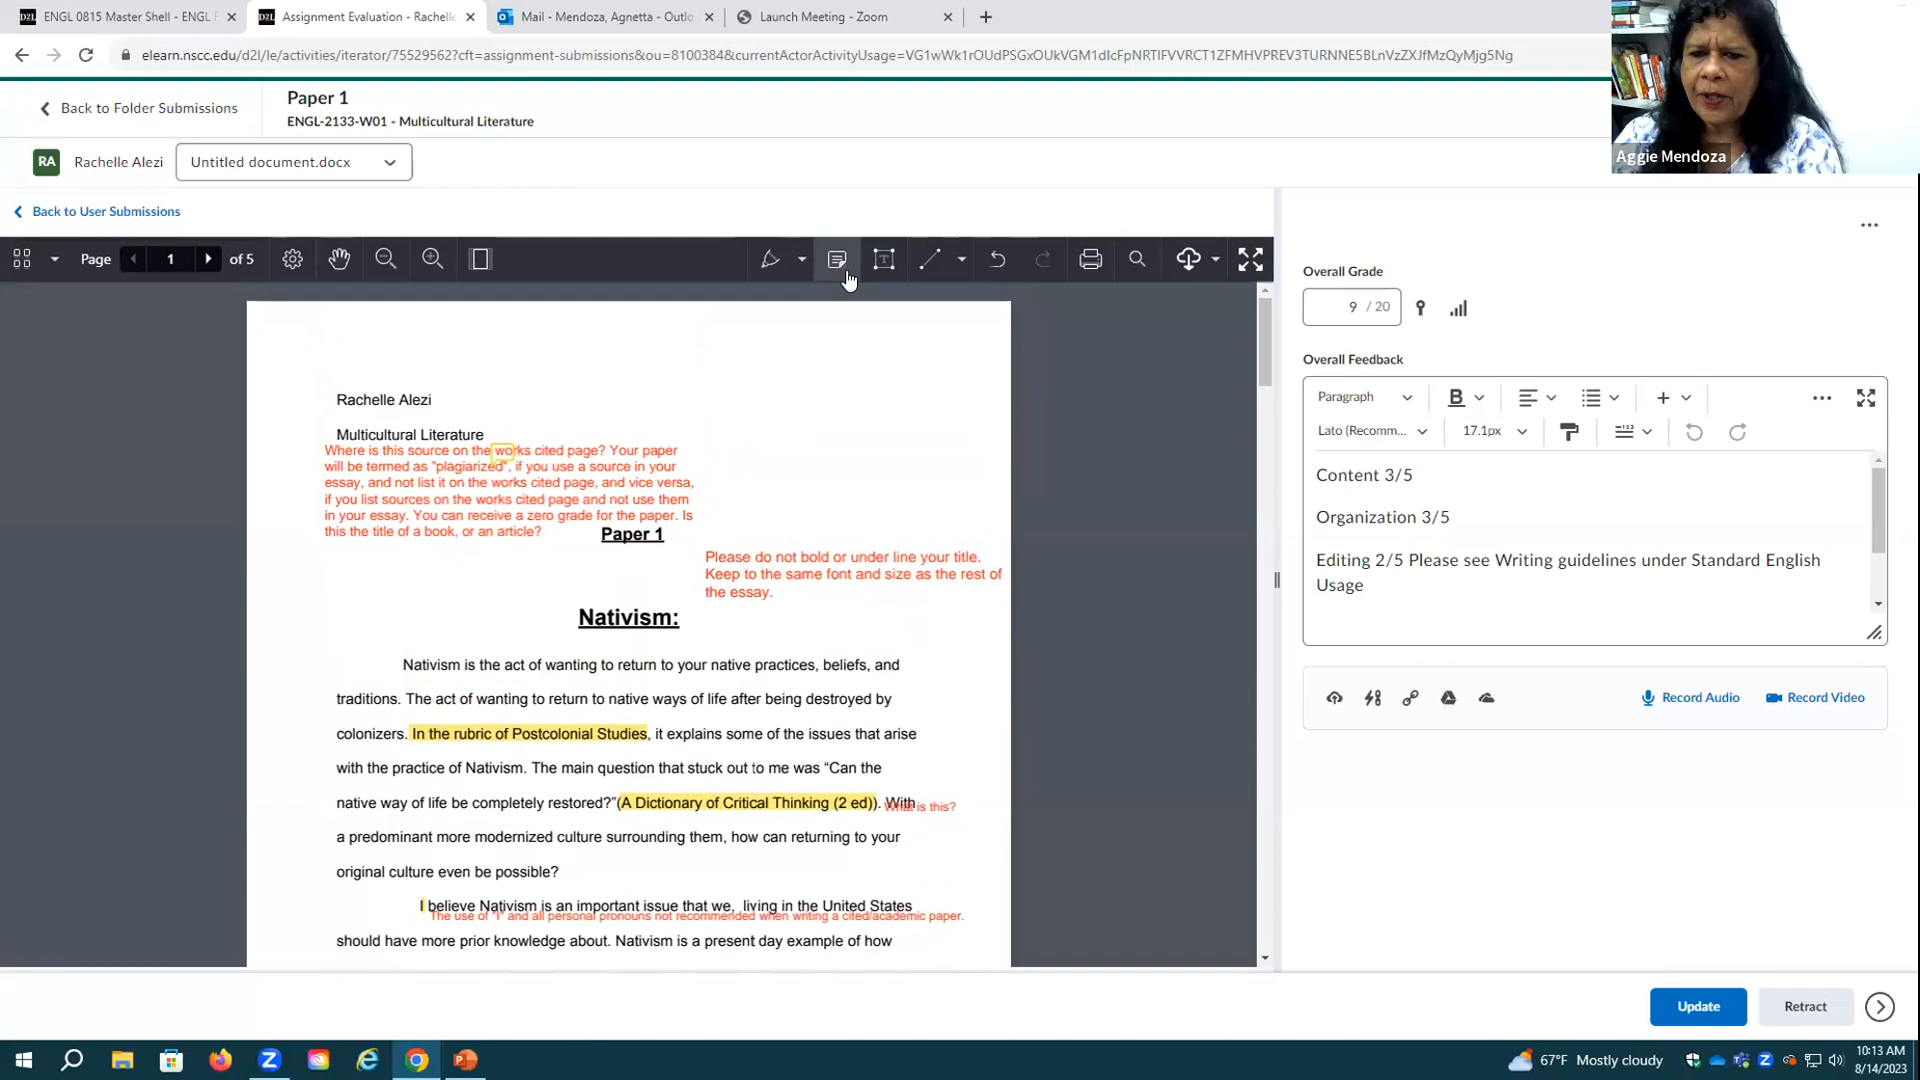 ENGL 0815 Master Shell - ENGL F
Assignment Evaluation - Rachelle
Mail - Mendoza, Agnetta - Outlo
Launch Meeting - Zoom
elearn.nscc.edu/d2l/le/activities/iterator/75529562?cft=assignment-submissions&ou=8100384&currentActorActivityUsage=VG1wWk1rOUdPSGxOUkVGM1dIcFpNRTIFVVRCT1ZFMHVPREV3TURNNE5BLnVzZXJfMzQyMjg5Ng
Back to Folder Submissions
Paper 1
ENGL-2133-W01 - Multicultural Literature
Aggie Mendoza
RA
Rachelle Alezi
Untitled document.docx
Back to User Submissions
Page
1
of 5
Rachelle Alezi
Multicultural Literature
Where is this source on the works cited page? Your paper
will be termed as "plagiarized", if you use a source in your
essay, and not list it on the works cited page, and vice versa,
if you list sources on the works cited page and not use them
in your essay. You can receive a zero grade for the paper. Is
this the title of a book, or an article?
Paper 1
Please do not bold or under line your title.
Keep to the same font and size as the rest of
the essay.
Nativism:
Nativism is the act of wanting to return to your native practices, beliefs, and
traditions. The act of wanting to return to native ways of life after being destroyed by
colonizers. In the rubric of Postcolonial Studies, it explains some of the issues that arise
with the practice of Nativism. The main question that stuck out to me was “Can the
native way of life be completely restored?”(A Dictionary of Critical Thinking (2 ed)). With
What is this?
a predominant more modernized culture surrounding them, how can returning to your
original culture even be possible?
I believe Nativism is an important issue that we, living in the United States
The use of "I" and all personal pronouns not recommended when writing a cited/academic paper.
should have more prior knowledge about. Nativism is a present day example of how
Overall Grade
9 / 20
Overall Feedback
Paragraph
B
Lato (Recomm...
17.1px
Content 3/5
Organization 3/5
Editing 2/5 Please see Writing guidelines under Standard English
Usage
Record Audio
Record Video
Update
Retract
67°F Mostly cloudy
10:13 AM
8/14/2023